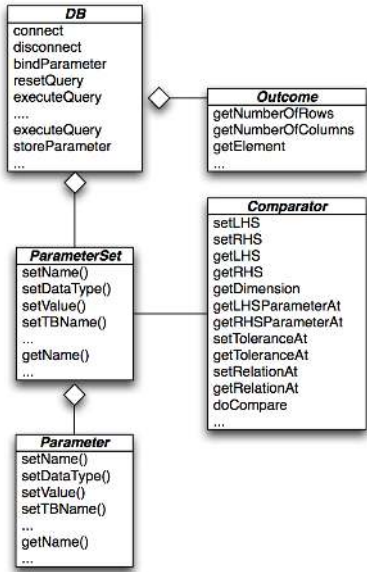 DB
connect
disconnect
bindParameter
resetQuery
executeQuery
....
executeQuery
storeParameter
...
Outcome
getNumberOfRows
getNumberOfColumns
getElement
...
Comparator
setLHS
setRHS
getLHS
getRHS
getDimension
getLHSParameterAt
getRHSParameterAt
setToleranceAt
getToleranceAt
setRelationAt
getRelationAt
doCompare
...
ParameterSet
setName()
setDataType()
setValue()
setTBName()
...
getName()
...
Parameter
setName()
setDataType()
setValue()
setTBName()
...
getName()
...